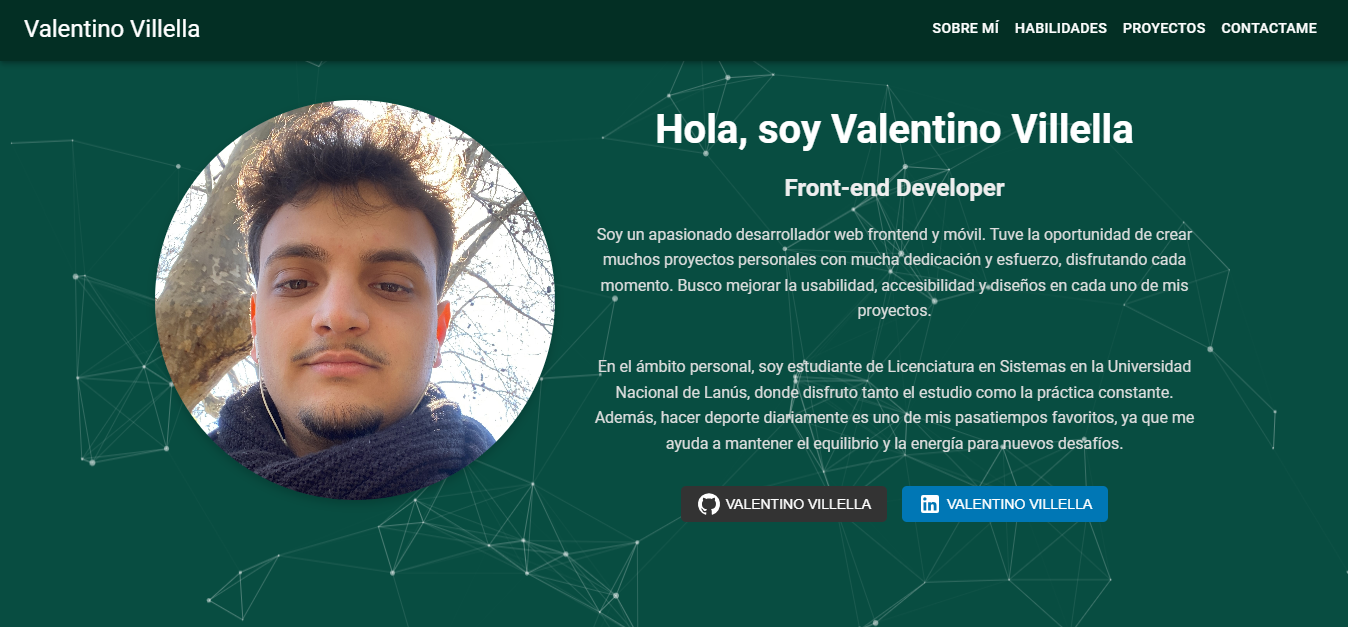 Valentino Villella
SOBRE MÍ HABILIDADES PROYECTOS CONTACTAME
Hola, soy Valentino Villella
Front-end Developer
Soy un apasionado desarrollador web frontend y móvil. Tuve la oportunidad de crear
muchos proyectos personales con mucha dedicación y esfuerzo, disfrutando cada
momento. Busco mejorar la usabilidad, accesibilidad y diseños en cada uno de mis
proyectos.
En el ámbito personal, soy estudiante de Licenciatura en Sistemas en la Universidad
Nacional de Lanús, donde disfruto tanto el estudio como la práctica constante.
Además, hacer deporte diariamente es uno de mis pasatiempos favoritos, ya que me
ayuda a mantener el equilibrio y la energía para nuevos desafíos.
VALENTINO VILLELLA
VALENTINO VILLELLA